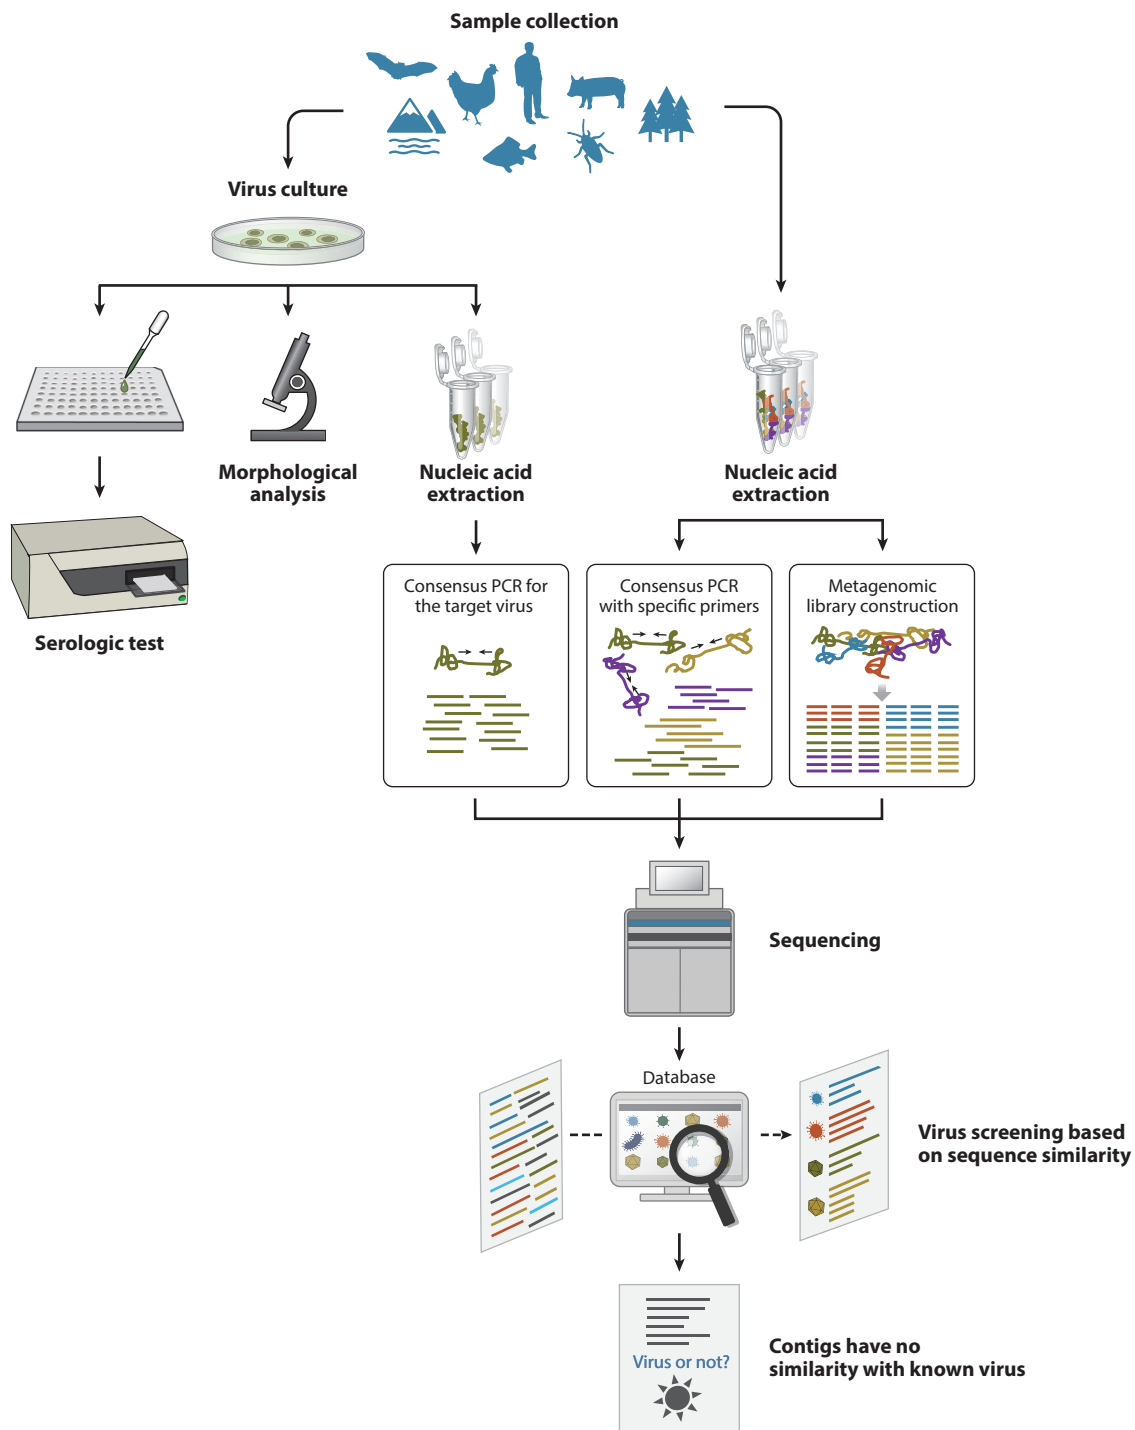 Sample collection
Virus culture
Morphological
analysis
Nucleic acid
extraction
Nucleic acid
extraction
Serologic test
Consensus PCR for
the target virus
Consensus PCR
with specific primers
Metagenomic
library construction
Sequencing
Database
Virus screening based
on sequence similarity
Virus or not?
Contigs have no
similarity with known virus